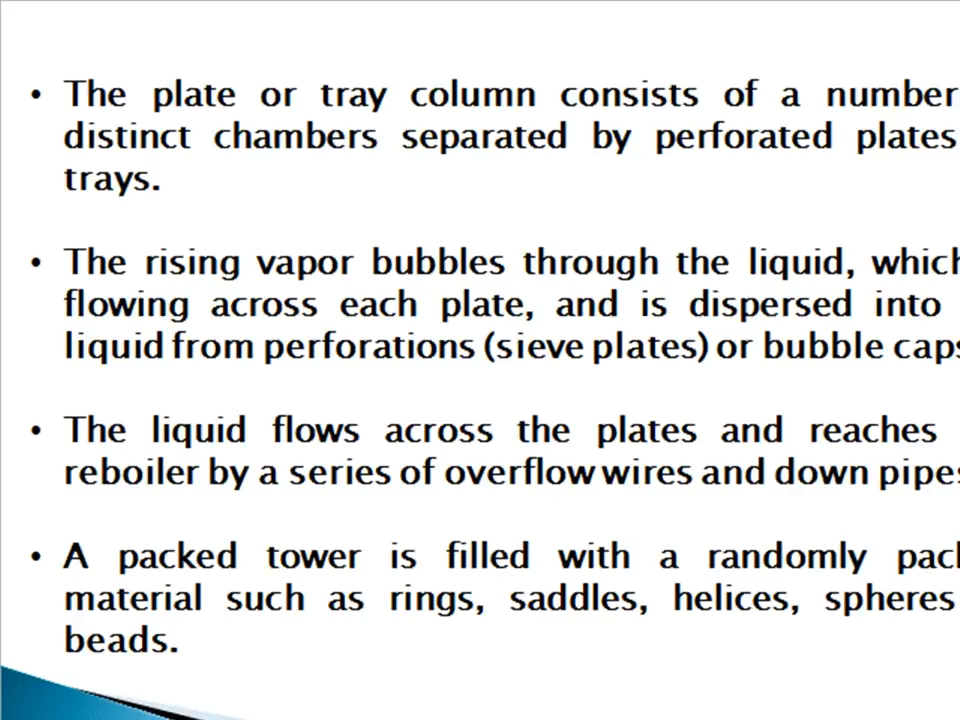 • The plate or tray column consists of a number
distinct chambers separated by perforated plates
trays.
• The rising vapor bubbles through the liquid, which
flowing across each plate, and is dispersed into
liquid from perforations (sieve plates) or bubble caps
• The liquid flows across the plates and reaches
reboiler by a series of overflow wires and down pipes
• A packed tower is filled with a randomly pack
material such as rings, saddles, helices, spheres
beads.